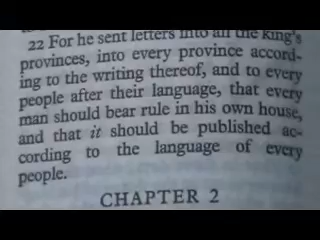 22 For he sent letters into all the king's
provinces, into every province accord-
ing to the writing thereof, and to every
people after their language, that every
man should bear rule in his own house,
and that it should be published ac-
cording to the language of every
people.
CHAPTER 2